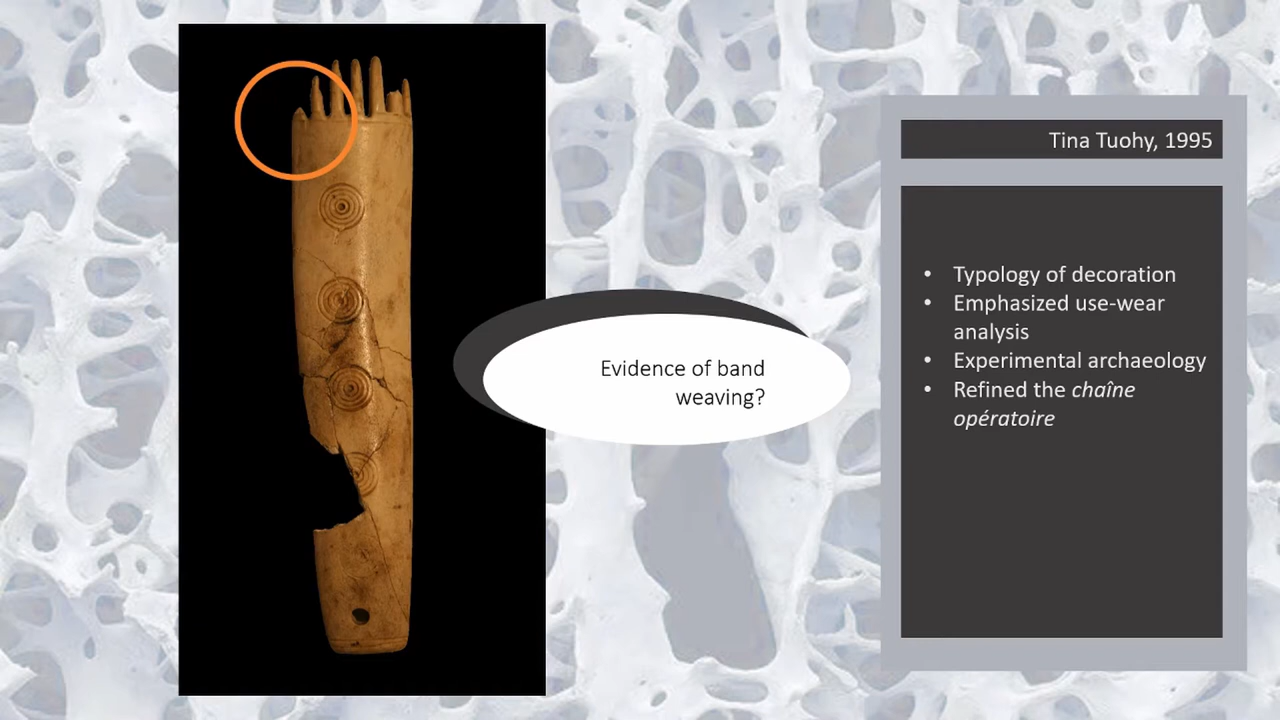 Tina Tuohy, 1995
• Typology of decoration
• Emphasized use-wear
analysis
• Experimental archaeology
• Refined the chaîne
opératoire
Evidence of band
weaving?